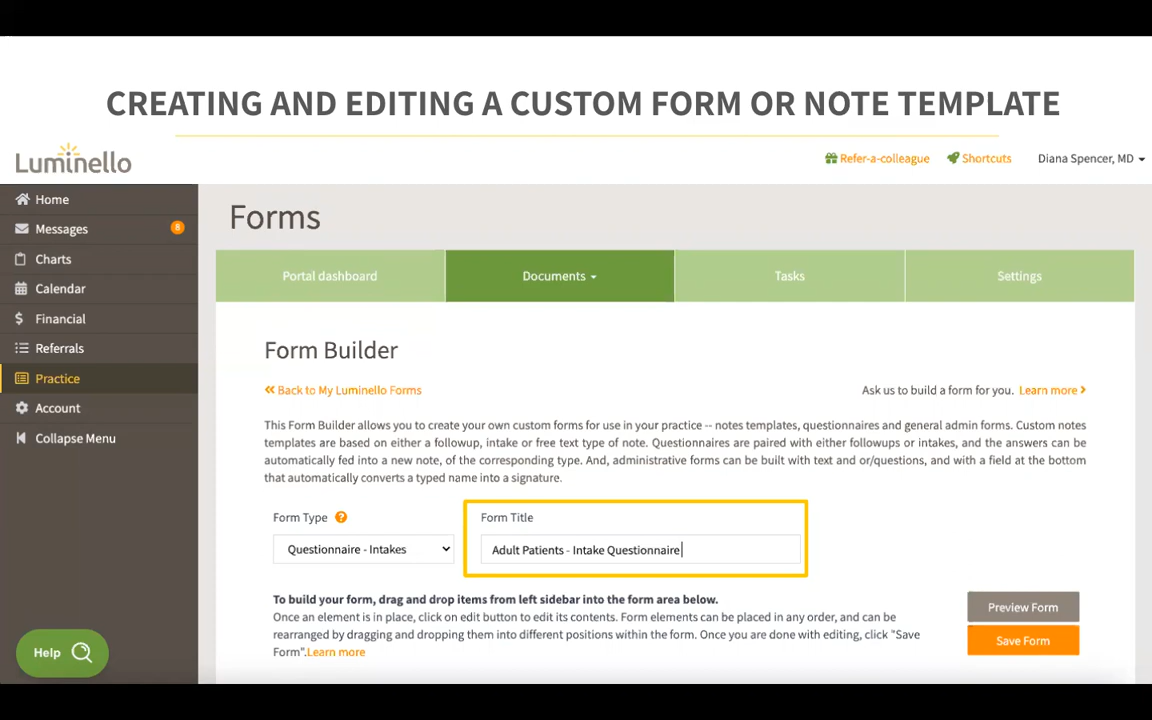 CREATING AND EDITING A CUSTOM FORM OR NOTE TEMPLATE
Luminello
Refer-a-colleague
Shortcuts
Diana Spencer, MD
Home
Messages
8
Charts
Calendar
Financial
Referrals
Practice
Account
Collapse Menu
Help
Forms
Portal dashboard
Documents
Tasks
Settings
Form Builder
Back to My Luminello Forms
Ask us to build a form for you. Learn more
This Form Builder allows you to create your own custom forms for use in your practice -- notes templates, questionnaires and general admin forms. Custom notes
templates are based on either a followup, intake or free text type of note. Questionnaires are paired with either followups or intakes, and the answers can be
automatically fed into a new note, of the corresponding type. And, administrative forms can be built with text and or/questions, and with a field at the bottom
that automatically converts a typed name into a signature.
Form Type ?
Form Title
Questionnaire - Intakes
Adult Patients - Intake Questionnaire
To build your form, drag and drop items from left sidebar into the form area below.
Once an element is in place, click on edit button to edit its contents. Form elements can be placed in any order, and can be
rearranged by dragging and dropping them into different positions within the form. Once you are done with editing, click "Save
Form".Learn more
Preview Form
Save Form